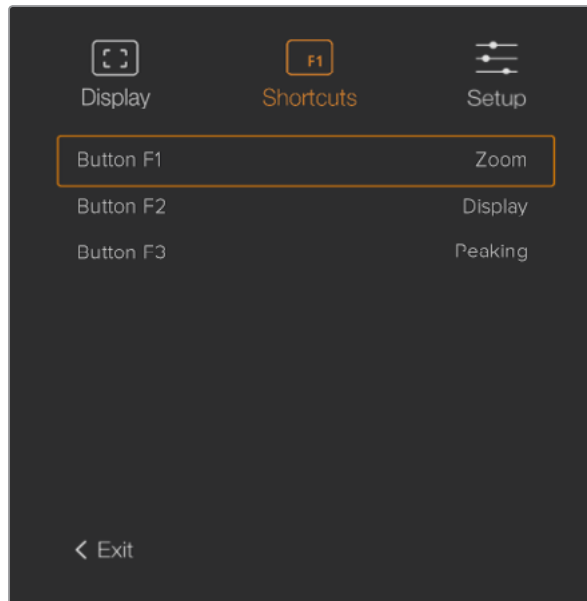 F1
Display Shortcuts Setup
Button F1 Zoom
Button F2 Display
Button F3 Peaking
Exit